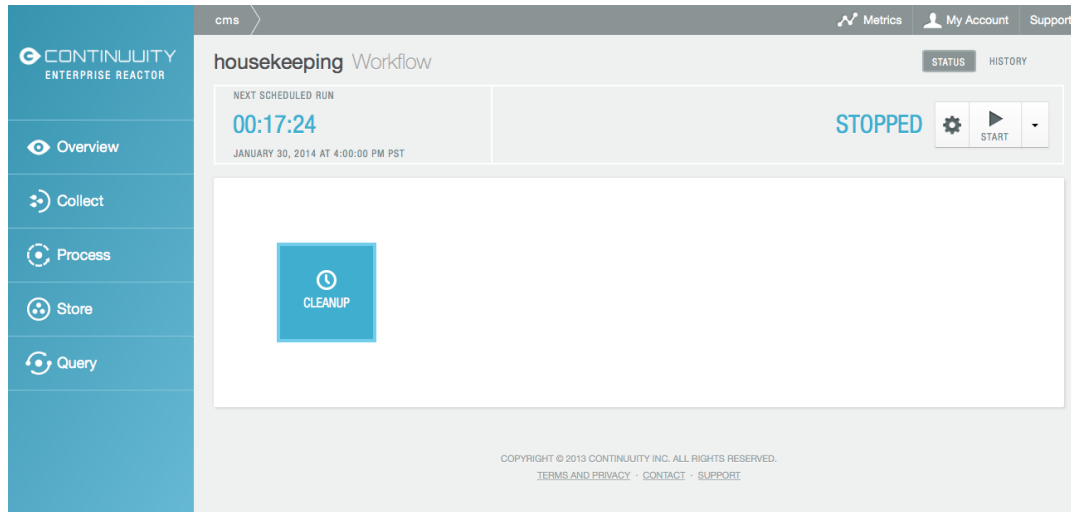 CONTINUUITY
ENTERPRISE REACTOR
Overview
Collect
Process
Store
Query
cms
Metrics
My Account
Support
housekeeping Workflow
STATUS
HISTORY
NEXT SCHEDULED RUN
00:17:24
JANUARY 30, 2014 AT 4:00:00 PM PST
STOPPED
START
CLEANUP
COPYRIGHT © 2013 CONTINUUITY INC. ALL RIGHTS RESERVED.
TERMS AND PRIVACY · CONTACT · SUPPORT